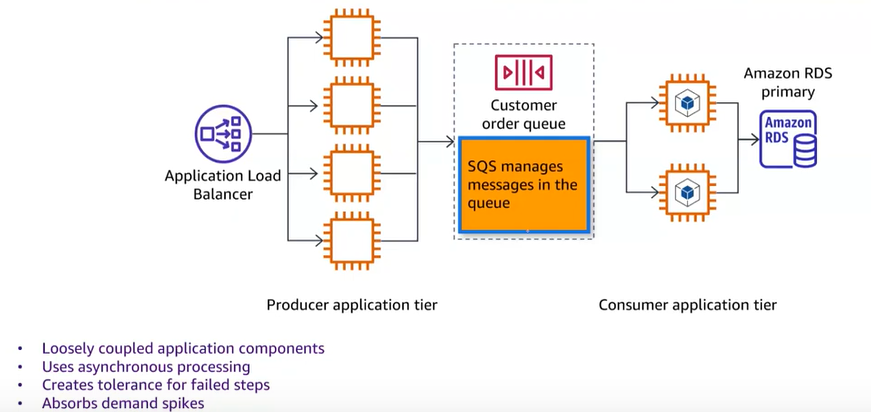 Amazon RDS
primary
Customer
order queue
Amazon
RDS
Application Load
Balancer
SQS manages
messages in the
queue
Producer application tier
Consumer application tier
• Loosely coupled application components
• Uses asynchronous processing
• Creates tolerance for failed steps
• Absorbs demand spikes